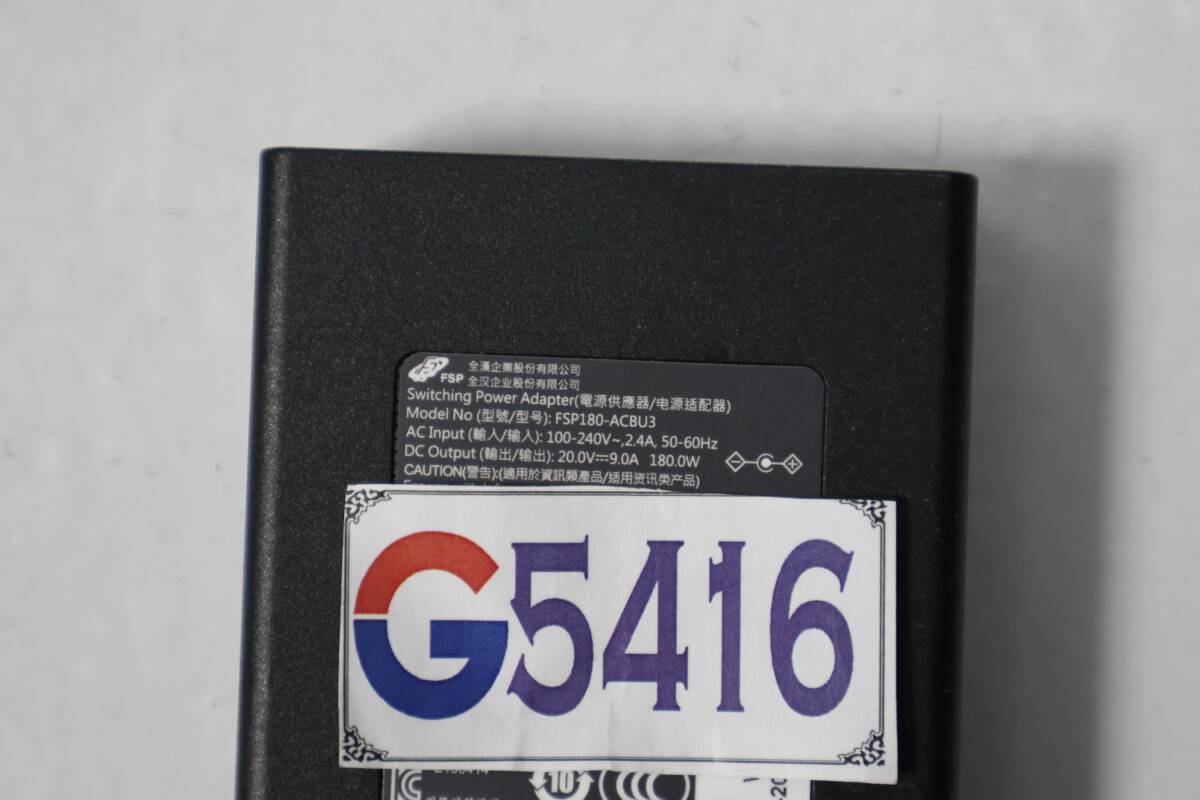 FSP 全漢企業股份有限公司
全汉企业股份有限公司
Switching Power Adapter(電源供應器/电源适配器)
Model No (型號/型号): FSP180-ACBU3
AC Input (輸入/输入): 100-240V~,2.4A, 50-60Hz
DC Output (輸出/输出): 20.0V⎓9.0A 180.0W
CAUTION(警告):(適用於資訊類產品/适用资讯类产品)
G5416
10